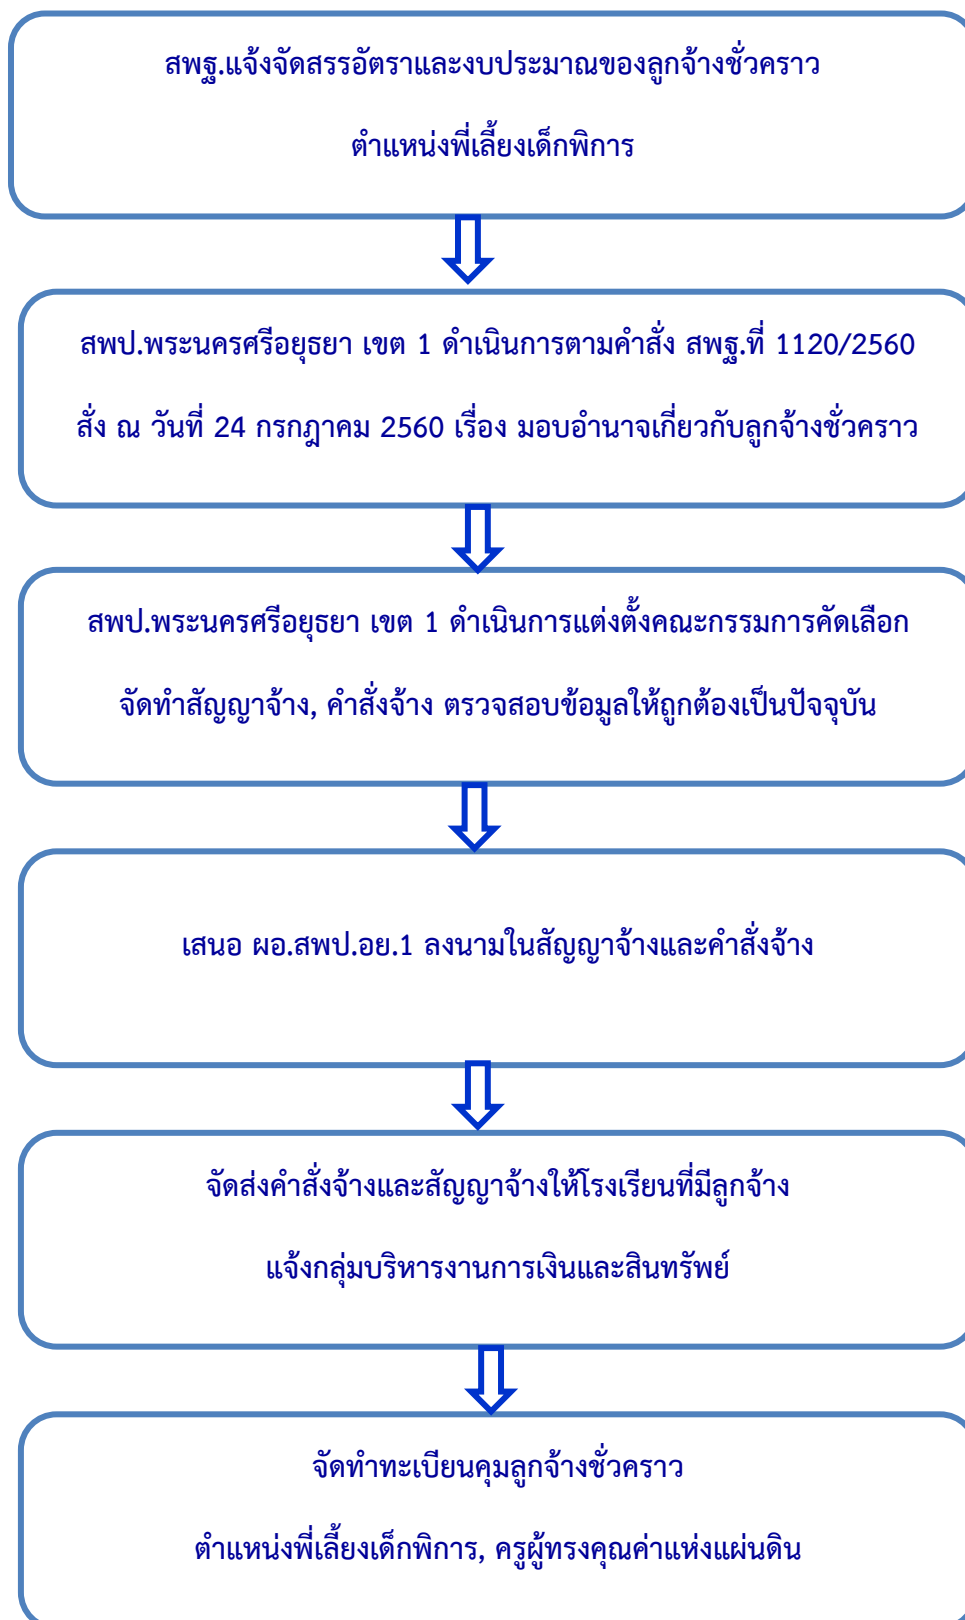 สพฐ.แจ้งจัดสรรอัตราและงบประมาณของลูกจ้างชั่วคราว
ตำแหน่งพี่เลี้ยงเด็กพิการ
สพป.พระนครศรีอยุธยา เขต 1 ดำเนินการตามคำสั่ง สพฐ.ที่ 1120/2560
สั่ง ณ วันที่ 24 กรกฎาคม 2560 เรื่อง มอบอำนาจเกี่ยวกับลูกจ้างชั่วคราว
สพป.พระนครศรีอยุธยา เขต 1 ดำเนินการแต่งตั้งคณะกรรมการคัดเลือก
จัดทำสัญญาจ้าง, คำสั่งจ้าง ตรวจสอบข้อมูลให้ถูกต้องเป็นปัจจุบัน
เสนอ ผอ.สพป.อย.1 ลงนามในสัญญาจ้างและคำสั่งจ้าง
จัดส่งคำสั่งจ้างและสัญญาจ้างให้โรงเรียนที่มีลูกจ้าง
แจ้งกลุ่มบริหารงานการเงินและสินทรัพย์
จัดทำทะเบียนคุมลูกจ้างชั่วคราว
ตำแหน่งพี่เลี้ยงเด็กพิการ, ครูผู้ทรงคุณค่าแห่งแผ่นดิน